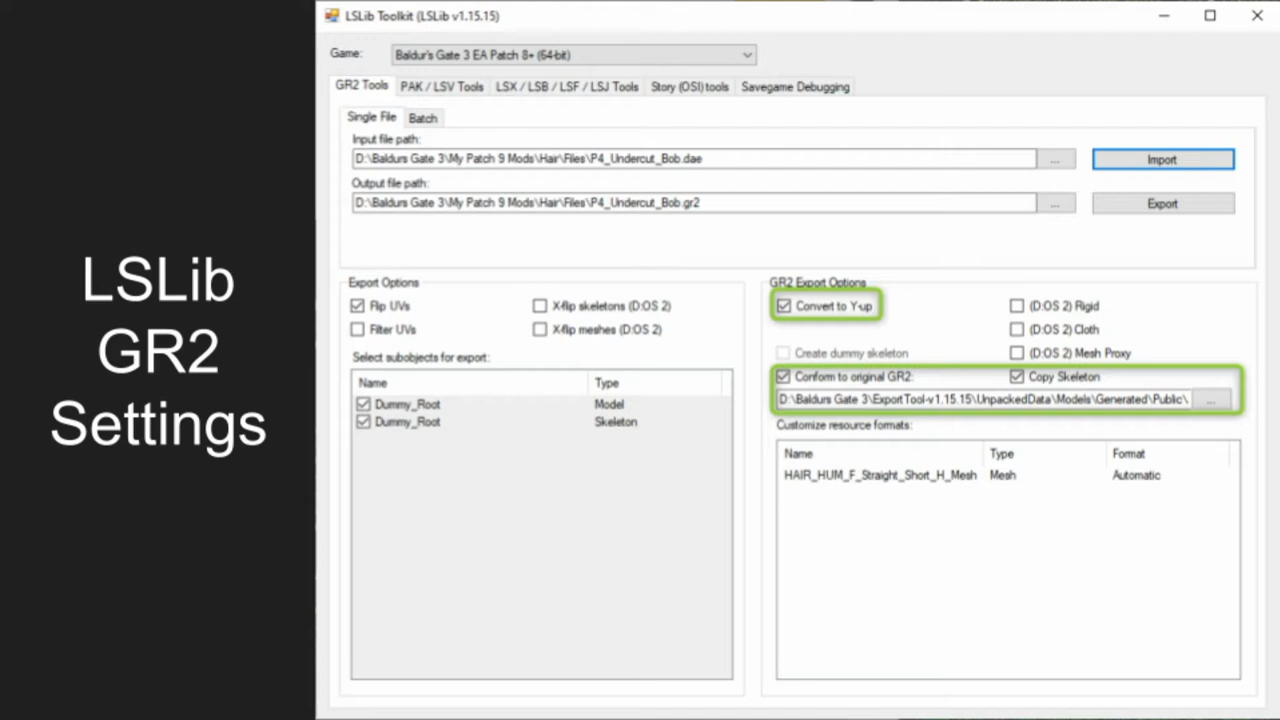 LSLib
GR2
Settings
LSLib Toolkit (LSLib v1.15.15)
Game:
Baldur's Gate 3 EA Patch 8+ (64-bit)
GR2 Tools PAK / LSV Tools LSX / LSB / LSF / LSJ Tools Story (OSI) tools Savegame Debugging
Single File Batch
Input file path:
D:\Baldurs Gate 3\My Patch 9 Mods\Hair\Files\P4_Undercut_Bob.dae ... Import
Output file path:
D:\Baldurs Gate 3\My Patch 9 Mods\Hair\Files\P4_Undercut_Bob.gr2 ... Export
Export Options
Flip UVs X-flip skeletons (D:OS 2)
Filter UVs X-flip meshes (D:OS 2)
Select subobjects for export:
Name Type
Dummy_Root Model
Dummy_Root Skeleton
GR2 Export Options
Convert to Y-up (D:OS 2) Rigid
(D:OS 2) Cloth
Create dummy skeleton (D:OS 2) Mesh Proxy
Conform to original GR2: Copy Skeleton
D:\Baldurs Gate 3\ExportTool-v1.15.15\UnpackedData\Models\Generated\Public\ ...
Customize resource formats:
Name Type Format
HAIR_HUM_F_Straight_Short_H_Mesh Mesh Automatic